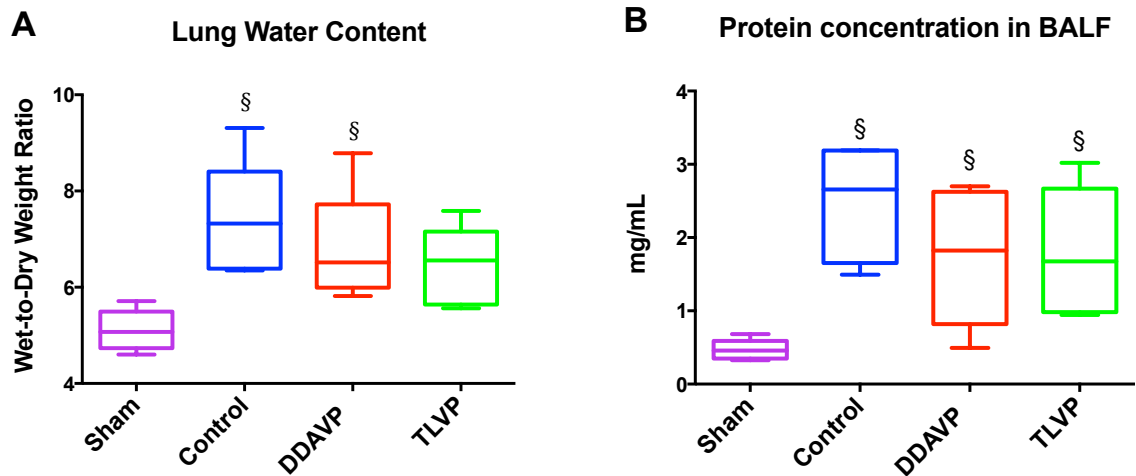 A
Lung Water Content
Wet-to-Dry Weight Ratio
10
8
6
4
§
§
Sham
Control
DDAVP
TLVP
B
Protein concentration in BALF
mg/mL
4
3
2
1
0
§
§
§
Sham
Control
DDAVP
TLVP